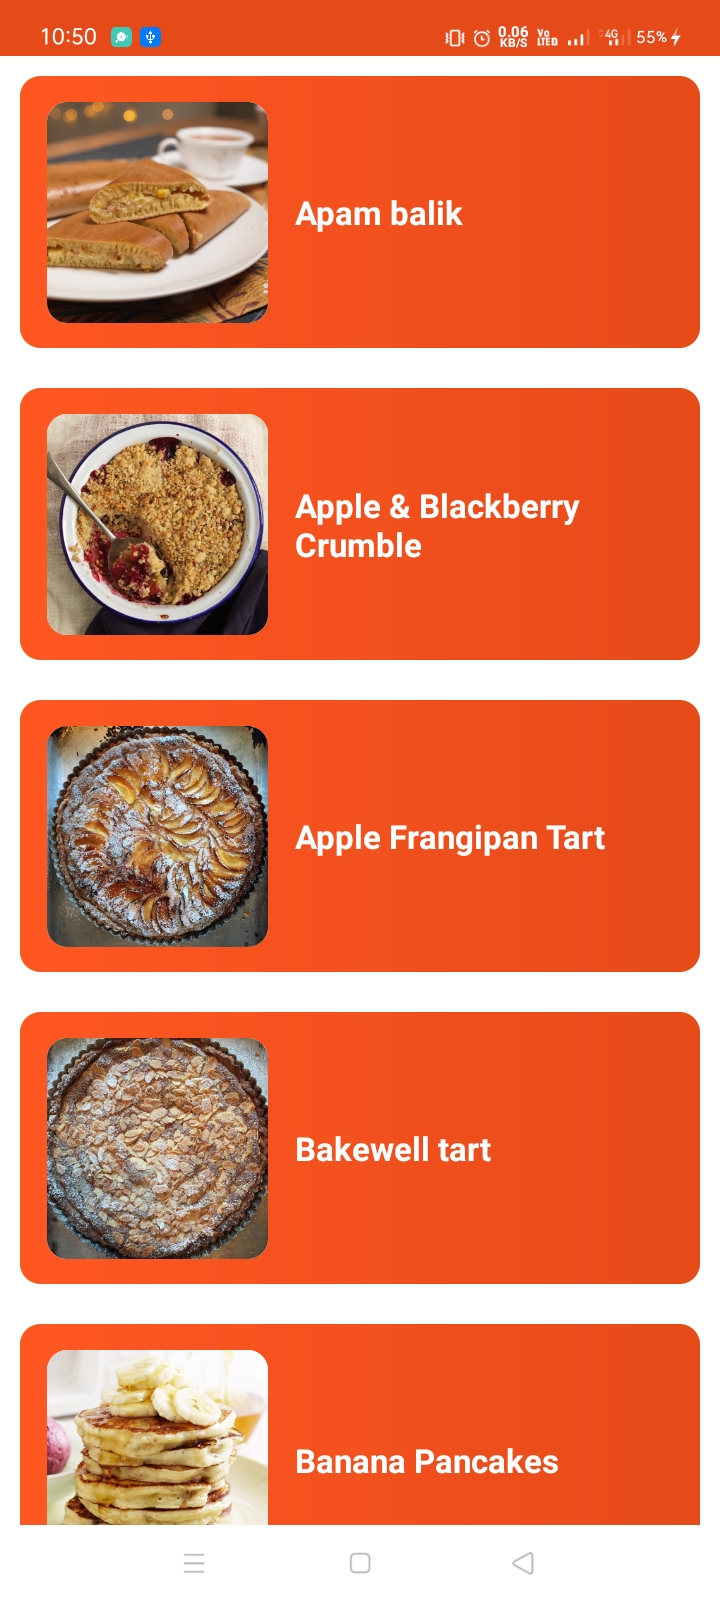 10:50 0.06 KB/S Vo LTE 4G 55%
Apam balik
Apple & Blackberry
Crumble
Apple Frangipan Tart
Bakewell tart
Banana Pancakes